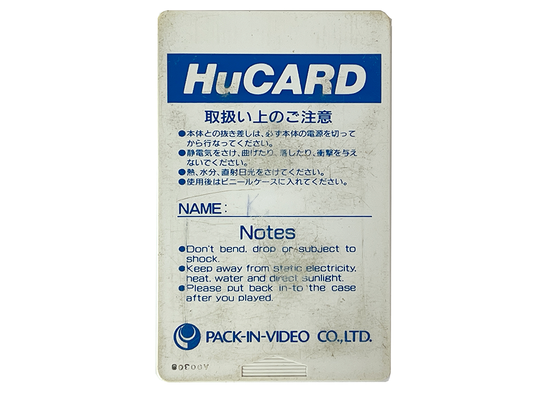 HuCARD
取扱い上のご注意
●本体との抜き差しは、必ず本体の電源を切って
から行なってください。
●静電気をさけ、曲げたり、落したり、衝撃を与え
ないでください。
●熱、水分、直射日光をさけてください。
●使用後はビニールケースに入れてください。
NAME: K
Notes
●Don't bend, drop or subject to
shock.
●Keep away from static electricity,
heat, water and direct sunlight.
●Please put back in-to the case
after you played.
PACK-IN-VIDEO CO.,LTD.